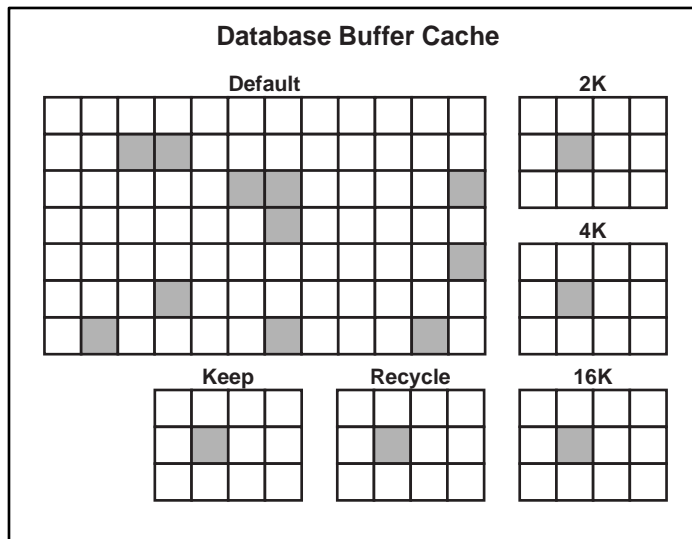 Database Buffer Cache
Default
2K
4K
Keep
Recycle
16K